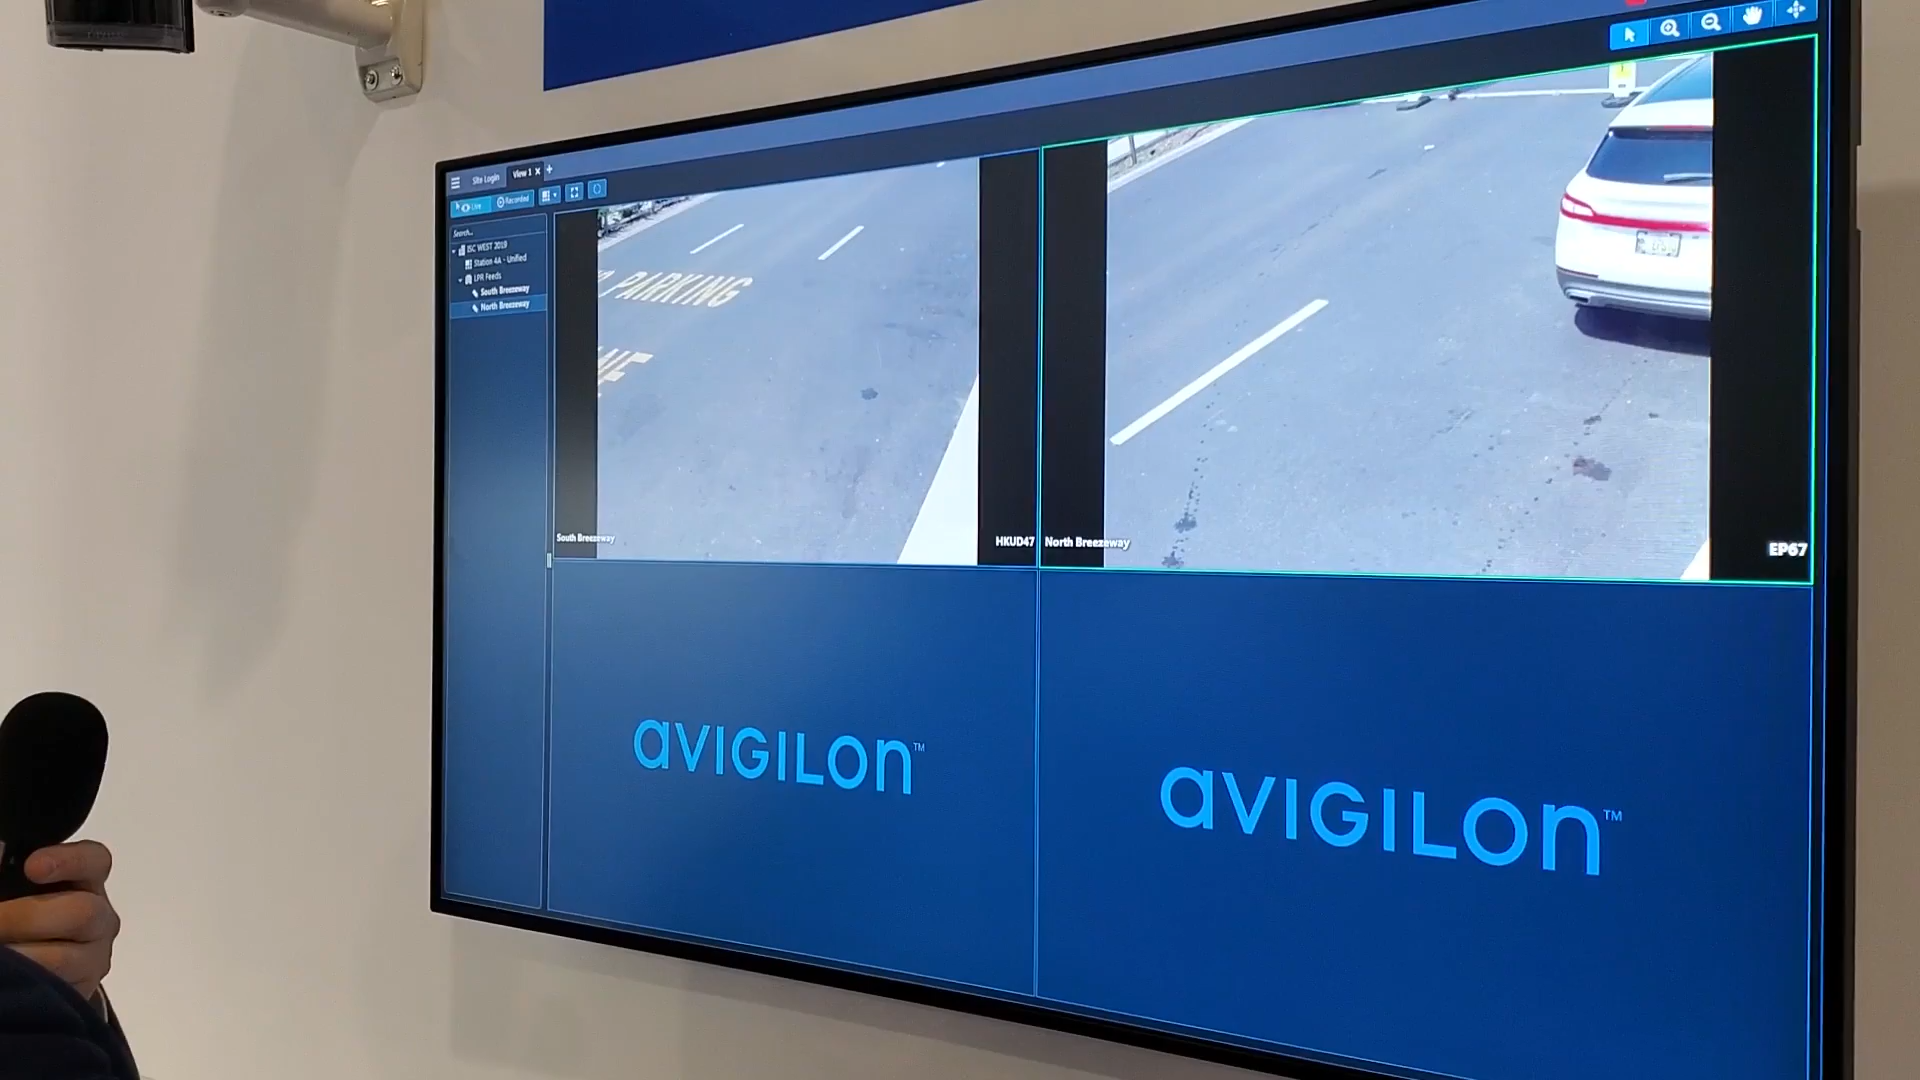 Site Login
View 1
Live
Recorded
Search...
ISC WEST 2019
Station 4A - Unified
LPR Feeds
South Breezeway
North Breezeway
PARKING
South Breezeway
HKUD47
North Breezeway
EP67
aviGiLon™
aviGiLon™